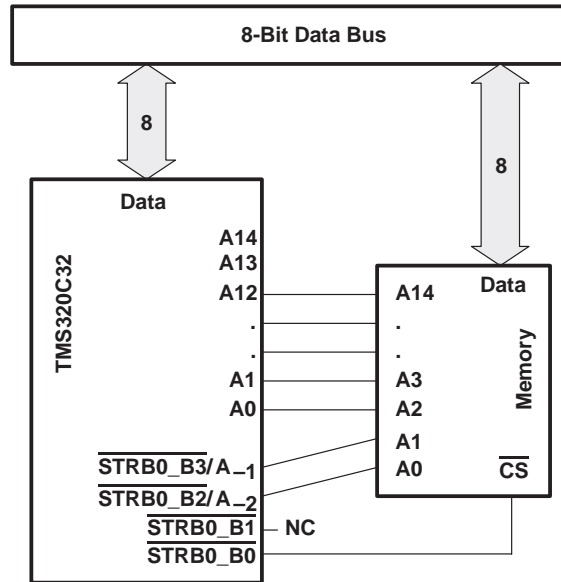 8-Bit Data Bus
8
8
Data
TMS320C32
A14
A13
A12
.
.
A1
A0
STRB0_B3/A–1
STRB0_B2/A–2
STRB0_B1
NC
STRB0_B0
Data
Memory
A14
.
.
A3
A2
A1
A0
CS